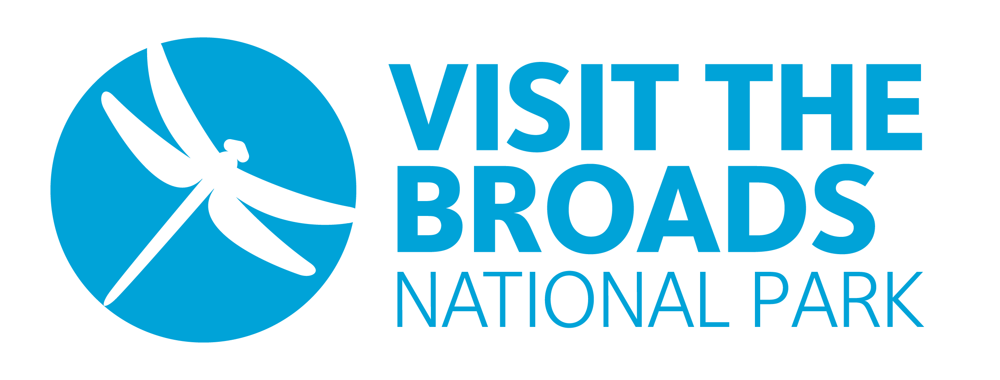 VISIT THE
BROADS
NATIONAL PARK